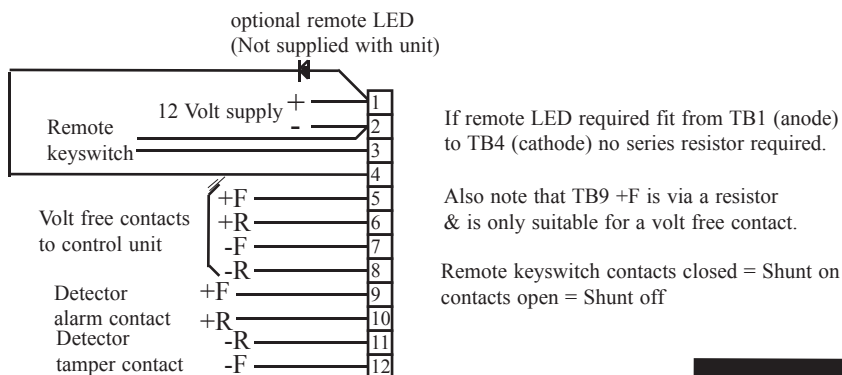 optional remote LED
(Not supplied with unit)
12 Volt supply + 1
- 2
Remote
keyswitch 3
4
Volt free contacts
to control unit
+F 5
+R 6
-F 7
-R 8
Detector
alarm contact
+F 9
+R 10
Detector
tamper contact
-R 11
-F 12
If remote LED required fit from TB1 (anode)
to TB4 (cathode) no series resistor required.
Also note that TB9 +F is via a resistor
& is only suitable for a volt free contact.
Remote keyswitch contacts closed = Shunt on
contacts open = Shunt off